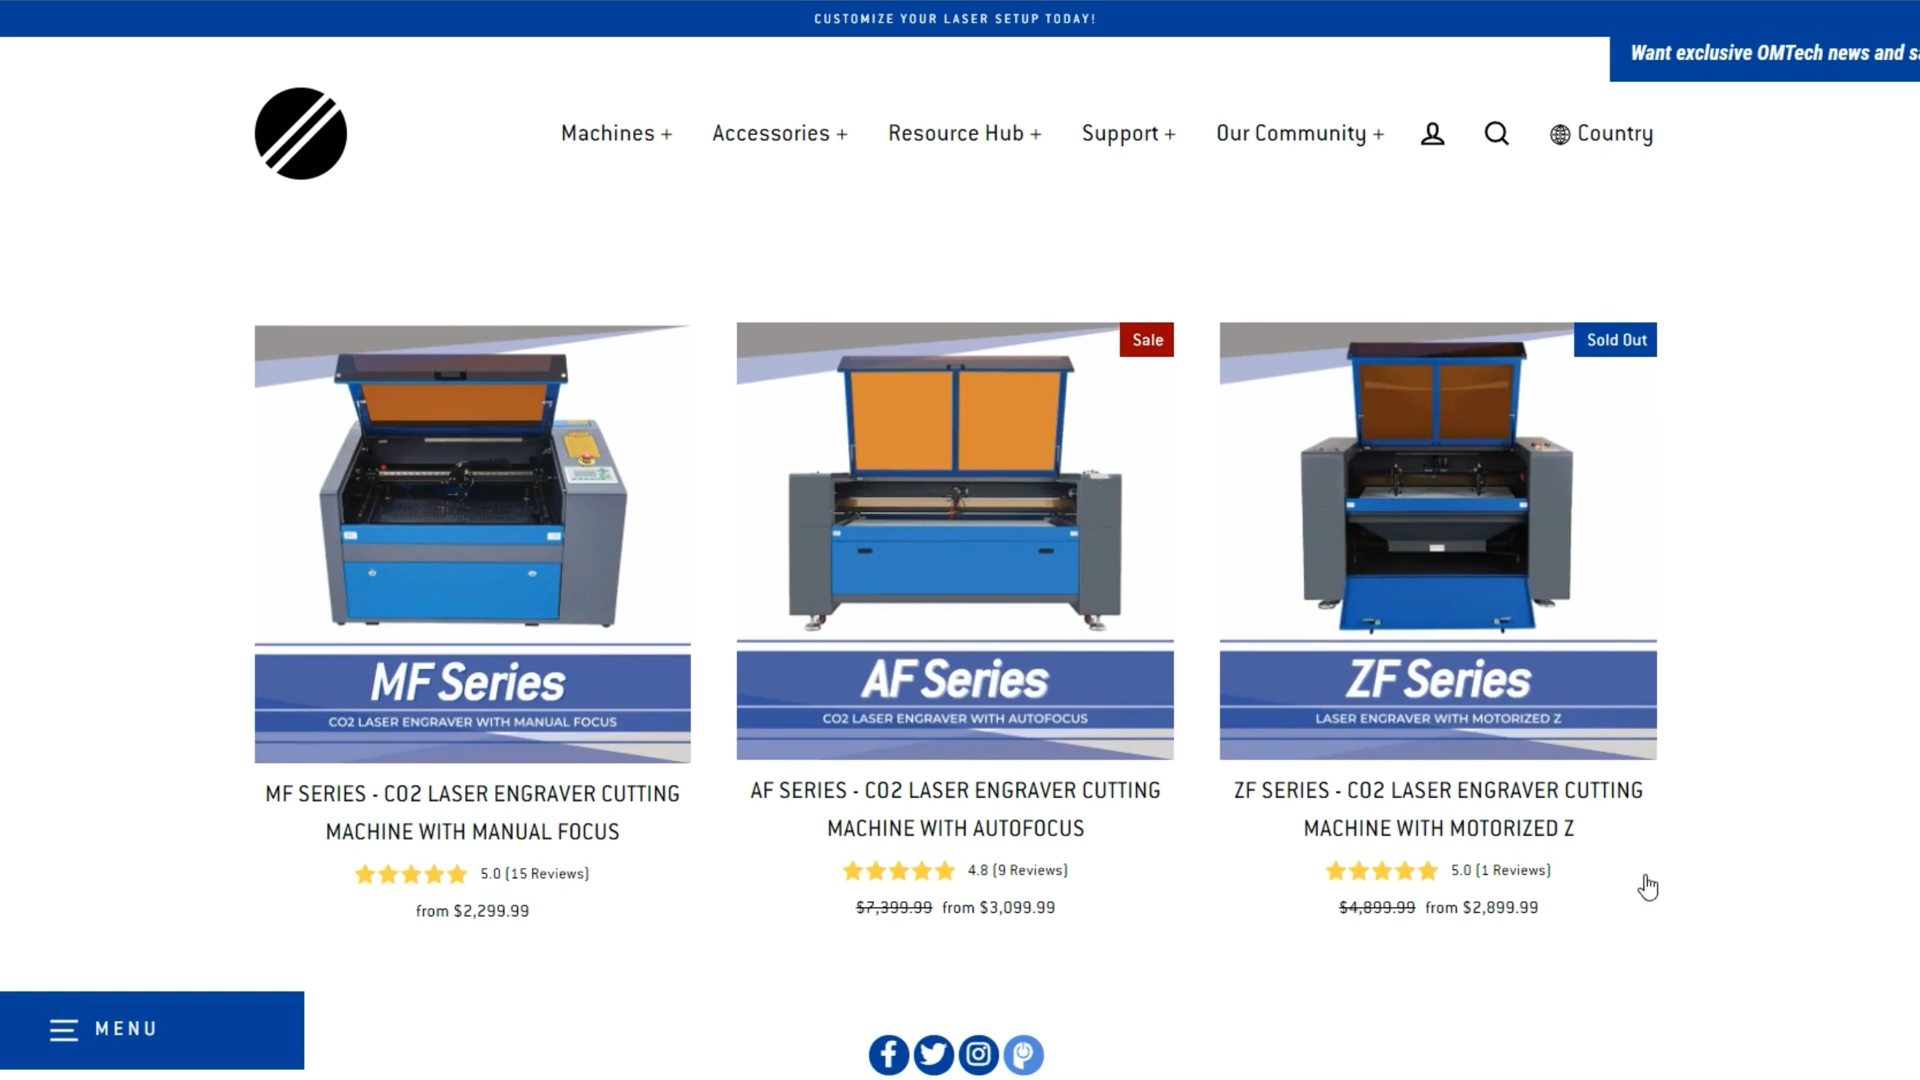 CUSTOMIZE YOUR LASER SETUP TODAY!
Want exclusive OMTech news and
Machines +
Accessories +
Resource Hub +
Support +
Our Community +
Country
Sale
Sold Out
MF Series
CO2 LASER ENGRAVER WITH MANUAL FOCUS
AF Series
CO2 LASER ENGRAVER WITH AUTOFOCUS
ZF Series
LASER ENGRAVER WITH MOTORIZED Z
MF SERIES - CO2 LASER ENGRAVER CUTTING
MACHINE WITH MANUAL FOCUS
5.0 (15 Reviews)
from $2,299.99
AF SERIES - CO2 LASER ENGRAVER CUTTING
MACHINE WITH AUTOFOCUS
4.8 (9 Reviews)
$7,399.99 from $3,099.99
ZF SERIES - CO2 LASER ENGRAVER CUTTING
MACHINE WITH MOTORIZED Z
5.0 (1 Reviews)
$4,899.99 from $2,899.99
MENU